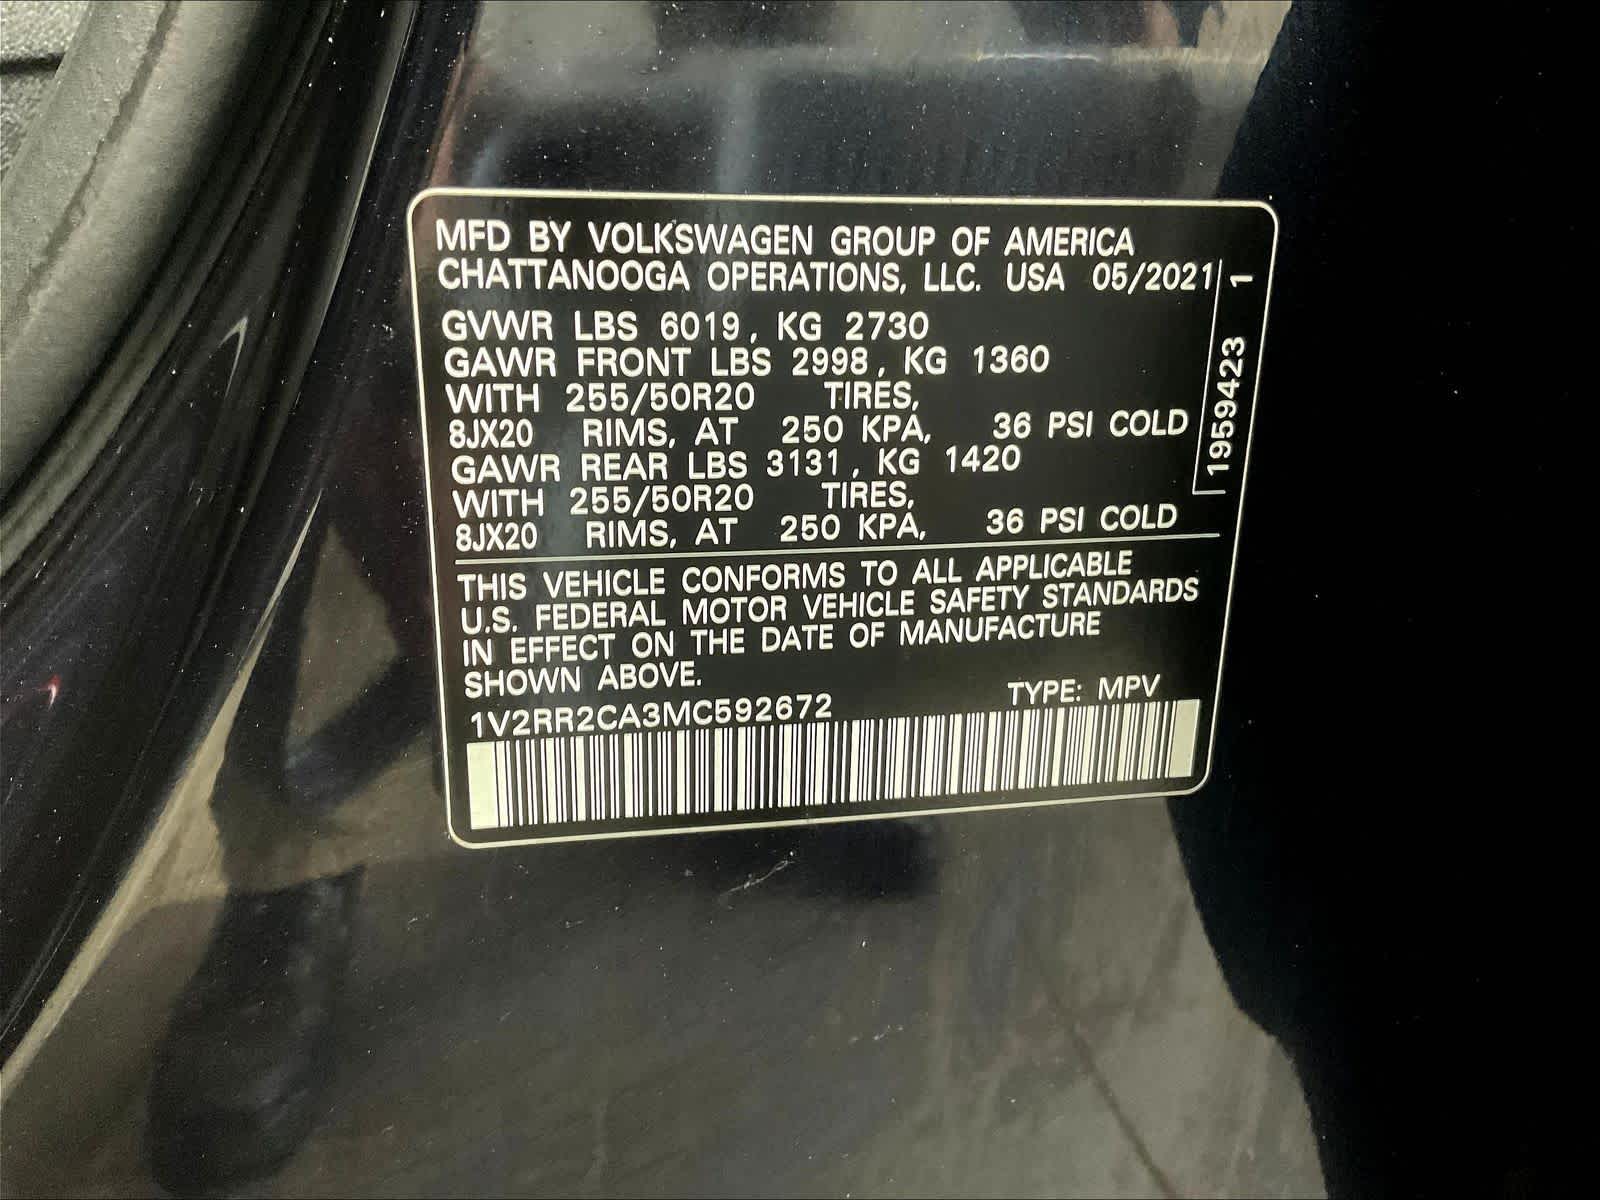 MFD BY VOLKSWAGEN GROUP OF AMERICA
CHATTANOOGA OPERATIONS, LLC. USA 05/2021
GVWR LBS 6019, KG 2730
GAWR FRONT LBS 2998, KG 1360
WITH 255/50R20 TIRES,
8JX20 RIMS, AT 250 KPA, 36 PSI COLD
GAWR REAR LBS 3131, KG 1420
WITH 255/50R20 TIRES,
8JX20 RIMS, AT 250 KPA, 36 PSI COLD
1959423 1
THIS VEHICLE CONFORMS TO ALL APPLICABLE
U.S. FEDERAL MOTOR VEHICLE SAFETY STANDARDS
IN EFFECT ON THE DATE OF MANUFACTURE
SHOWN ABOVE.
1V2RR2CA3MC592672 TYPE: MPV